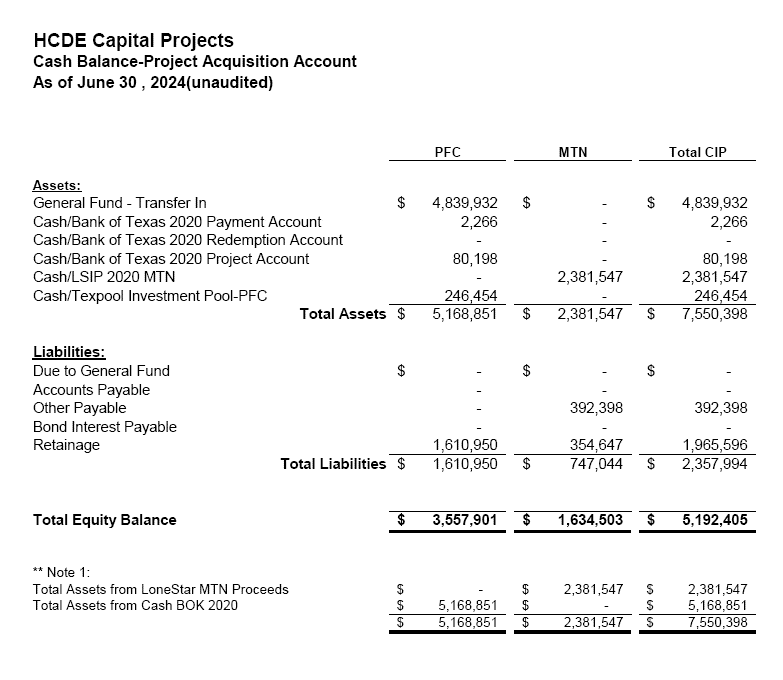 HCDE Capital Projects
Cash Balance-Project Acquisition Account
As of June 30 , 2024(unaudited)
PFC MTN Total CIP
Assets:
General Fund - Transfer In $ 4,839,932 $ - $ 4,839,932
Cash/Bank of Texas 2020 Payment Account 2,266 - 2,266
Cash/Bank of Texas 2020 Redemption Account - - -
Cash/Bank of Texas 2020 Project Account 80,198 - 80,198
Cash/LSIP 2020 MTN - 2,381,547 2,381,547
Cash/Texpool Investment Pool-PFC 246,454 - 246,454
Total Assets $ 5,168,851 $ 2,381,547 $ 7,550,398
Liabilities:
Due to General Fund $ - $ - $ -
Accounts Payable - - -
Other Payable - 392,398 392,398
Bond Interest Payable - - -
Retainage 1,610,950 354,647 1,965,596
Total Liabilities $ 1,610,950 $ 747,044 $ 2,357,994
Total Equity Balance $ 3,557,901 $ 1,634,503 $ 5,192,405
** Note 1:
Total Assets from LoneStar MTN Proceeds $ - $ 2,381,547 $ 2,381,547
Total Assets from Cash BOK 2020 $ 5,168,851 $ - $ 5,168,851
$ 5,168,851 $ 2,381,547 $ 7,550,398